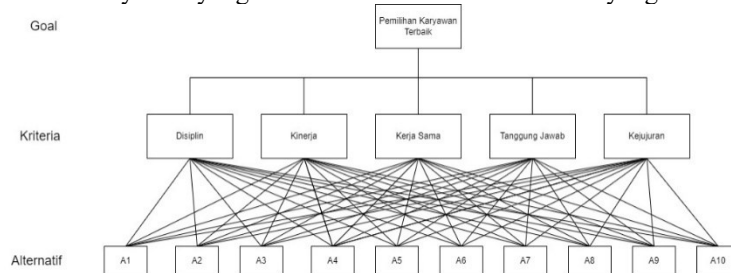 Goal
Pemilihan Karyawan
Terbaik
Kriteria
Disiplin
Kinerja
Kerja Sama
Tanggung Jawab
Kejujuran
Alternatif
A1
A2
A3
A4
A5
A6
A7
A8
A9
A10